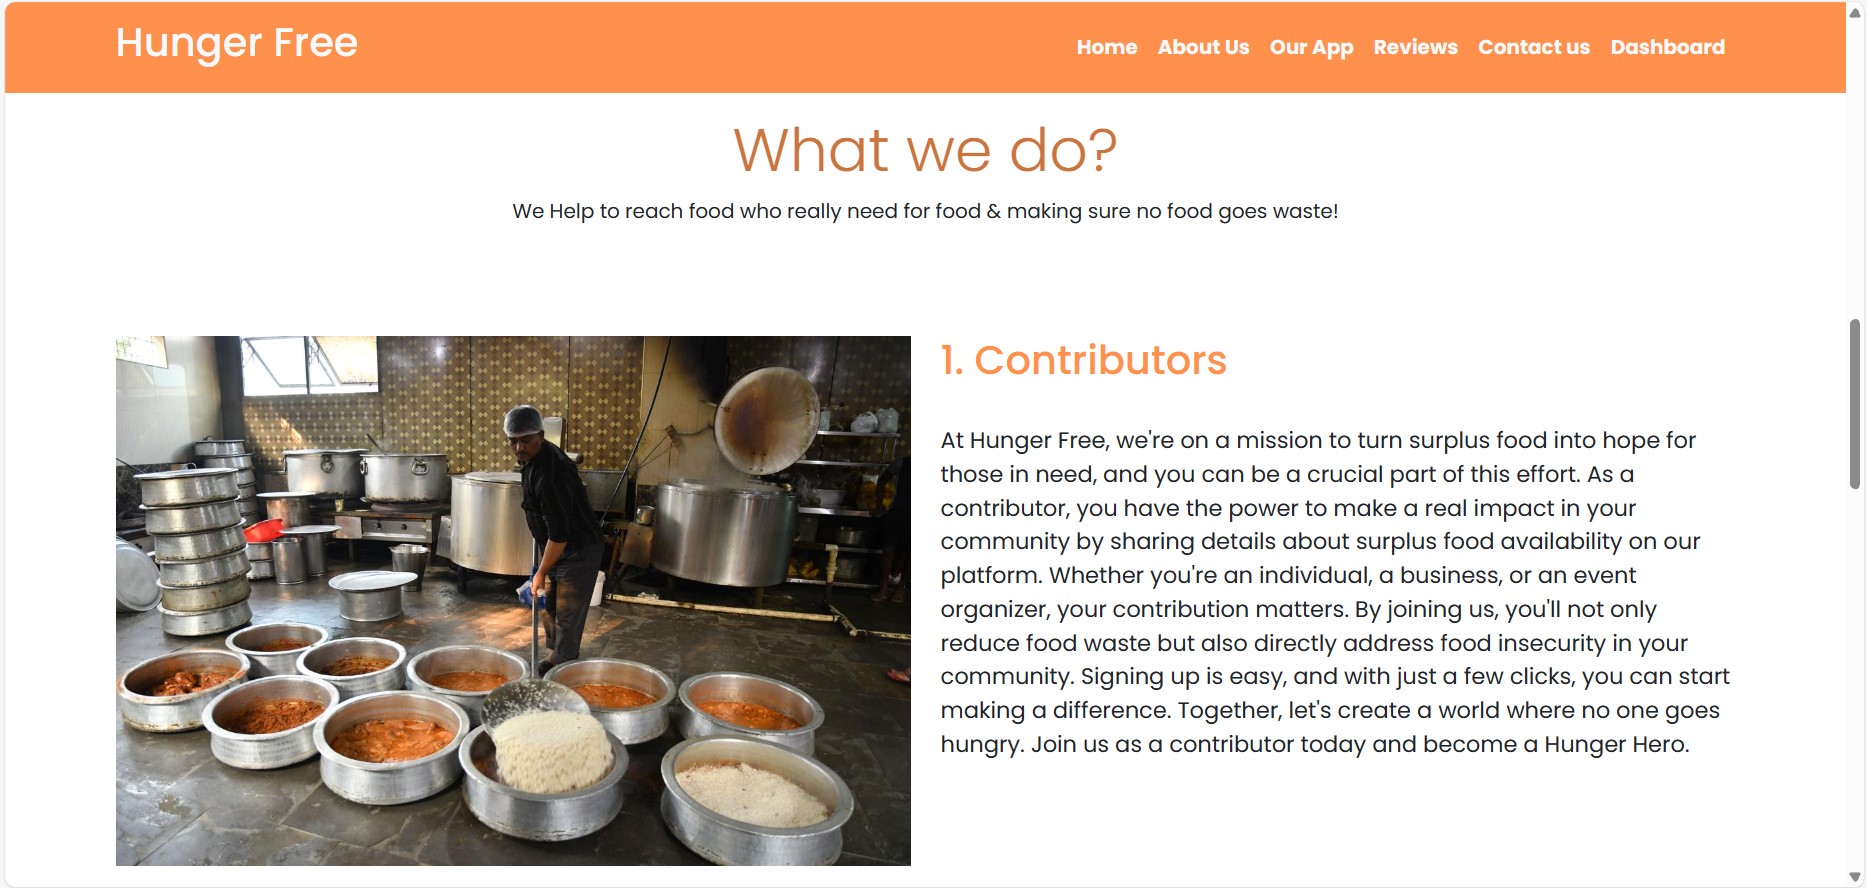 Hunger Free
Home About Us Our App Reviews Contact us Dashboard
What we do?
We Help to reach food who really need for food & making sure no food goes waste!
1. Contributors
At Hunger Free, we're on a mission to turn surplus food into hope for
those in need, and you can be a crucial part of this effort. As a
contributor, you have the power to make a real impact in your
community by sharing details about surplus food availability on our
platform. Whether you're an individual, a business, or an event
organizer, your contribution matters. By joining us, you'll not only
reduce food waste but also directly address food insecurity in your
community. Signing up is easy, and with just a few clicks, you can start
making a difference. Together, let's create a world where no one goes
hungry. Join us as a contributor today and become a Hunger Hero.